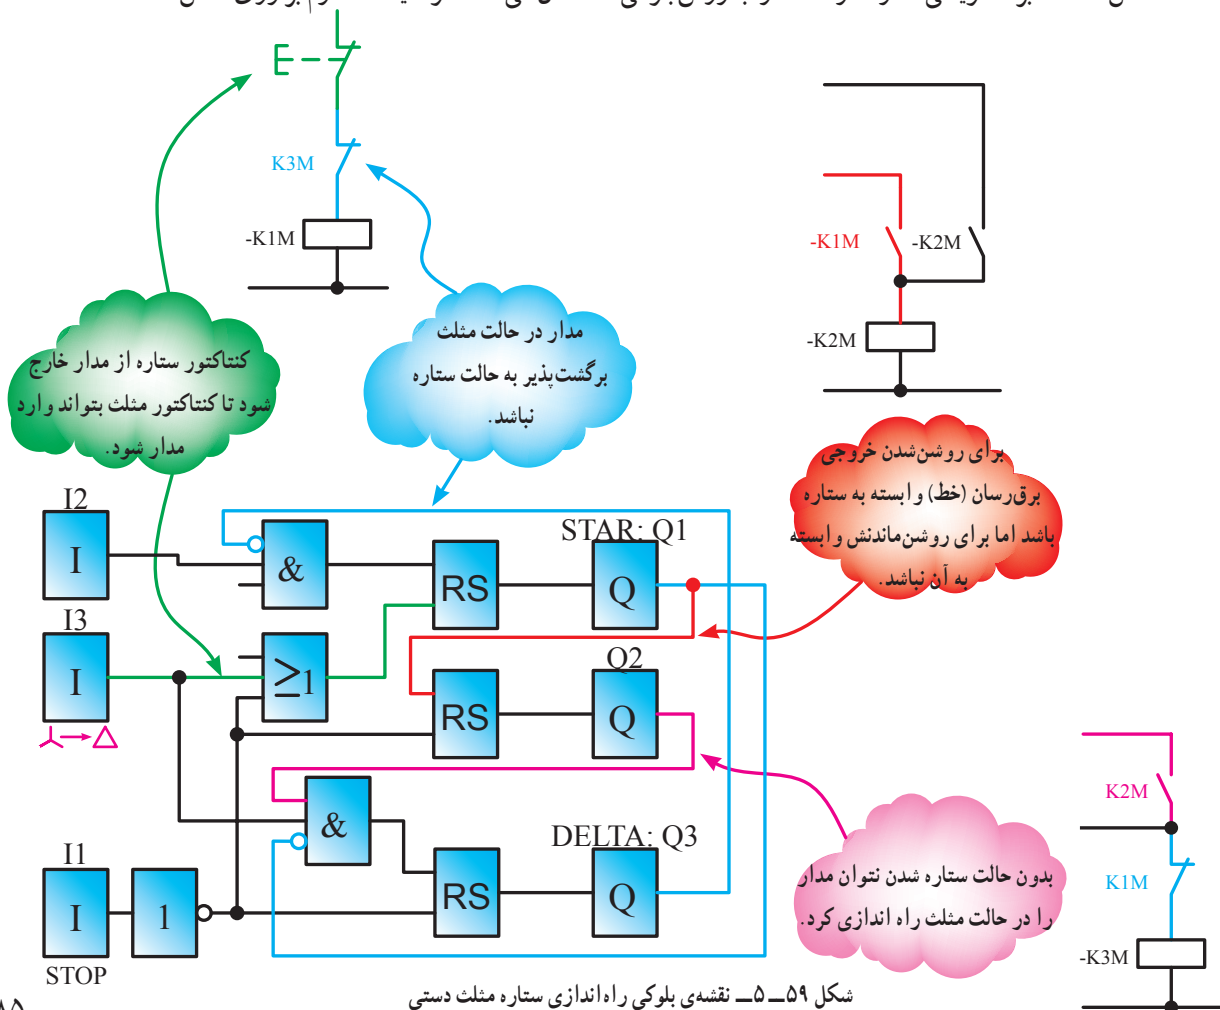 K3M
-K1M
-K1M
-K2M
-K2M
کنتاکتور ستاره از مدار خارج
شود تا کنتاکتور مثلث بتواند وارد
مدار شود.
مدار در حالت مثلث
برگشت‌پذیر به حالت ستاره
نباشد.
برای روشن‌شدن خروجی
برق‌رسان (خط) وابسته به ستاره
باشد اما برای روشن‌ماندنش وابسته
به آن نباشد.
I2
I
&
RS
STAR: Q1
Q
I3
I
≥1
RS
Q2
Q
&
I1
I
STOP
1
RS
DELTA: Q3
Q
بدون حالت ستاره شدن نتوان مدار
را در حالت مثلث راه اندازی کرد.
K2M
K1M
-K3M
شکل ۵۹ــ۵ــ نقشه‌ی بلوکی راه‌اندازی ستاره مثلث دستی